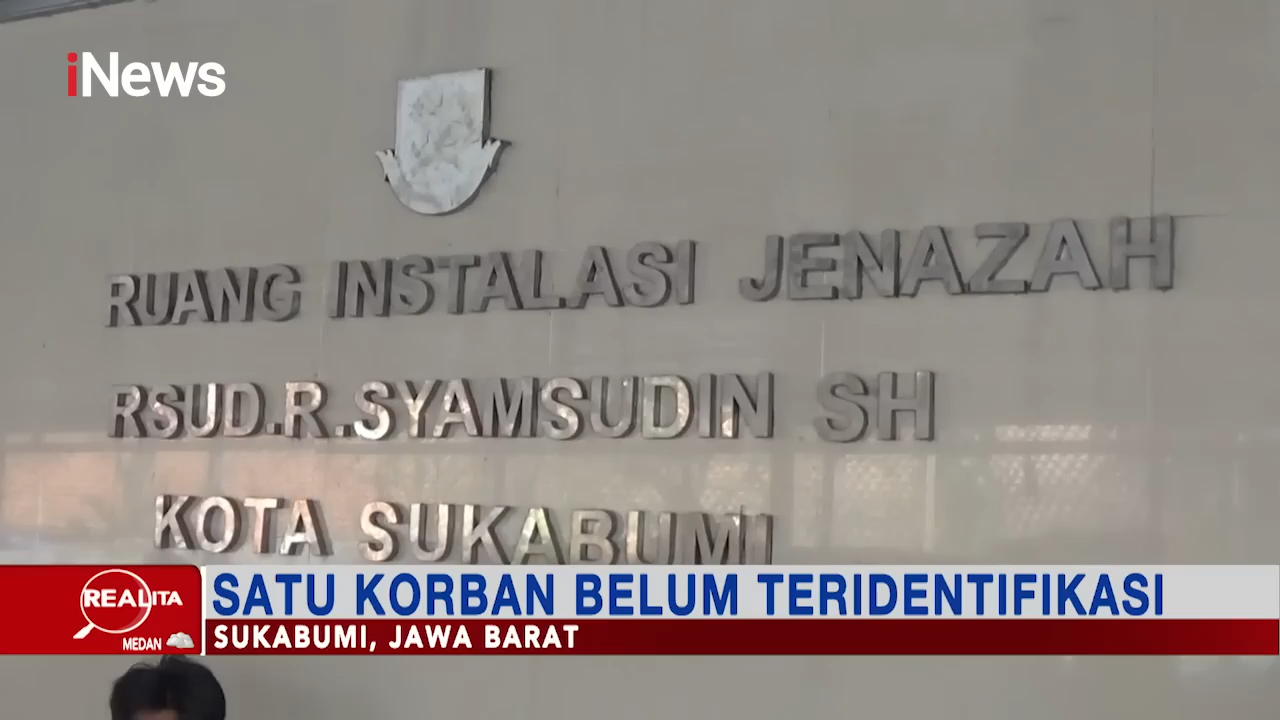 iNews
RUANG INSTALASI JENAZAH
RSUD.R.SYAMSUDIN SH
KOTA SUKABUMI
REALITA
MEDAN
SATU KORBAN BELUM TERIDENTIFIKASI
SUKABUMI, JAWA BARAT